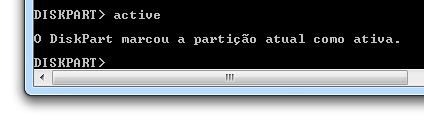 DISKPART> active
O DiskPart marcou a partição atual como ativa.
DISKPART>